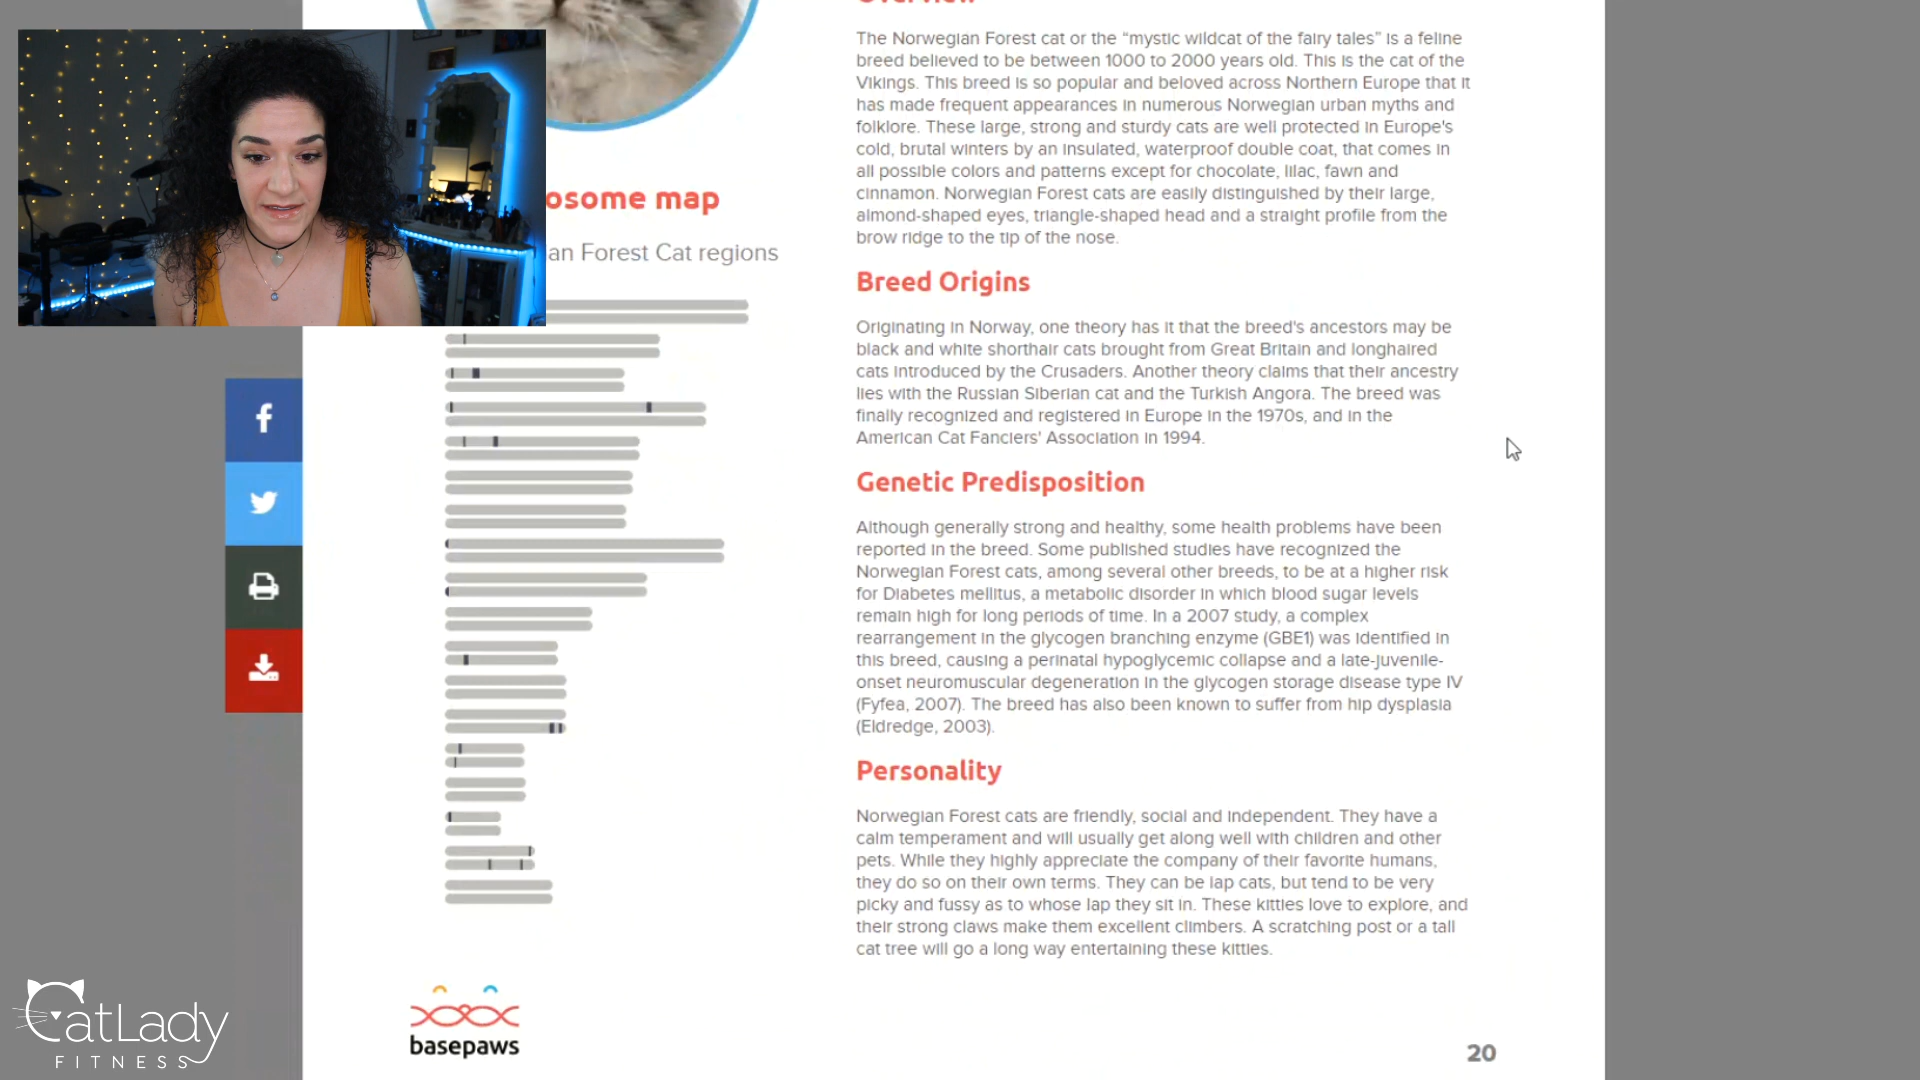 Overview
The Norwegian Forest cat or the “mystic wildcat of the fairy tales” is a feline
breed believed to be between 1000 to 2000 years old. This is the cat of the
Vikings. This breed is so popular and beloved across Northern Europe that it
has made frequent appearances in numerous Norwegian urban myths and
folklore. These large, strong and sturdy cats are well protected in Europe's
cold, brutal winters by an insulated, waterproof double coat, that comes in
all possible colors and patterns except for chocolate, lilac, fawn and
cinnamon. Norwegian Forest cats are easily distinguished by their large,
almond-shaped eyes, triangle-shaped head and a straight profile from the
brow ridge to the tip of the nose.
osome map
an Forest Cat regions
Breed Origins
Originating in Norway, one theory has it that the breed's ancestors may be
black and white shorthair cats brought from Great Britain and longhaired
cats introduced by the Crusaders. Another theory claims that their ancestry
lies with the Russian Siberian cat and the Turkish Angora. The breed was
finally recognized and registered in Europe in the 1970s, and in the
American Cat Fanciers' Association in 1994.
Genetic Predisposition
Although generally strong and healthy, some health problems have been
reported in the breed. Some published studies have recognized the
Norwegian Forest cats, among several other breeds, to be at a higher risk
for Diabetes mellitus, a metabolic disorder in which blood sugar levels
remain high for long periods of time. In a 2007 study, a complex
rearrangement in the glycogen branching enzyme (GBE1) was identified in
this breed, causing a perinatal hypoglycemic collapse and a late-juvenile-
onset neuromuscular degeneration in the glycogen storage disease type IV
(Fyfea, 2007). The breed has also been known to suffer from hip dysplasia
(Eldredge, 2003).
Personality
Norwegian Forest cats are friendly, social and independent. They have a
calm temperament and will usually get along well with children and other
pets. While they highly appreciate the company of their favorite humans,
they do so on their own terms. They can be lap cats, but tend to be very
picky and fussy as to whose lap they sit in. These kitties love to explore, and
their strong claws make them excellent climbers. A scratching post or a tall
cat tree will go a long way entertaining these kitties.
CatLady
FITNESS
basepaws
20